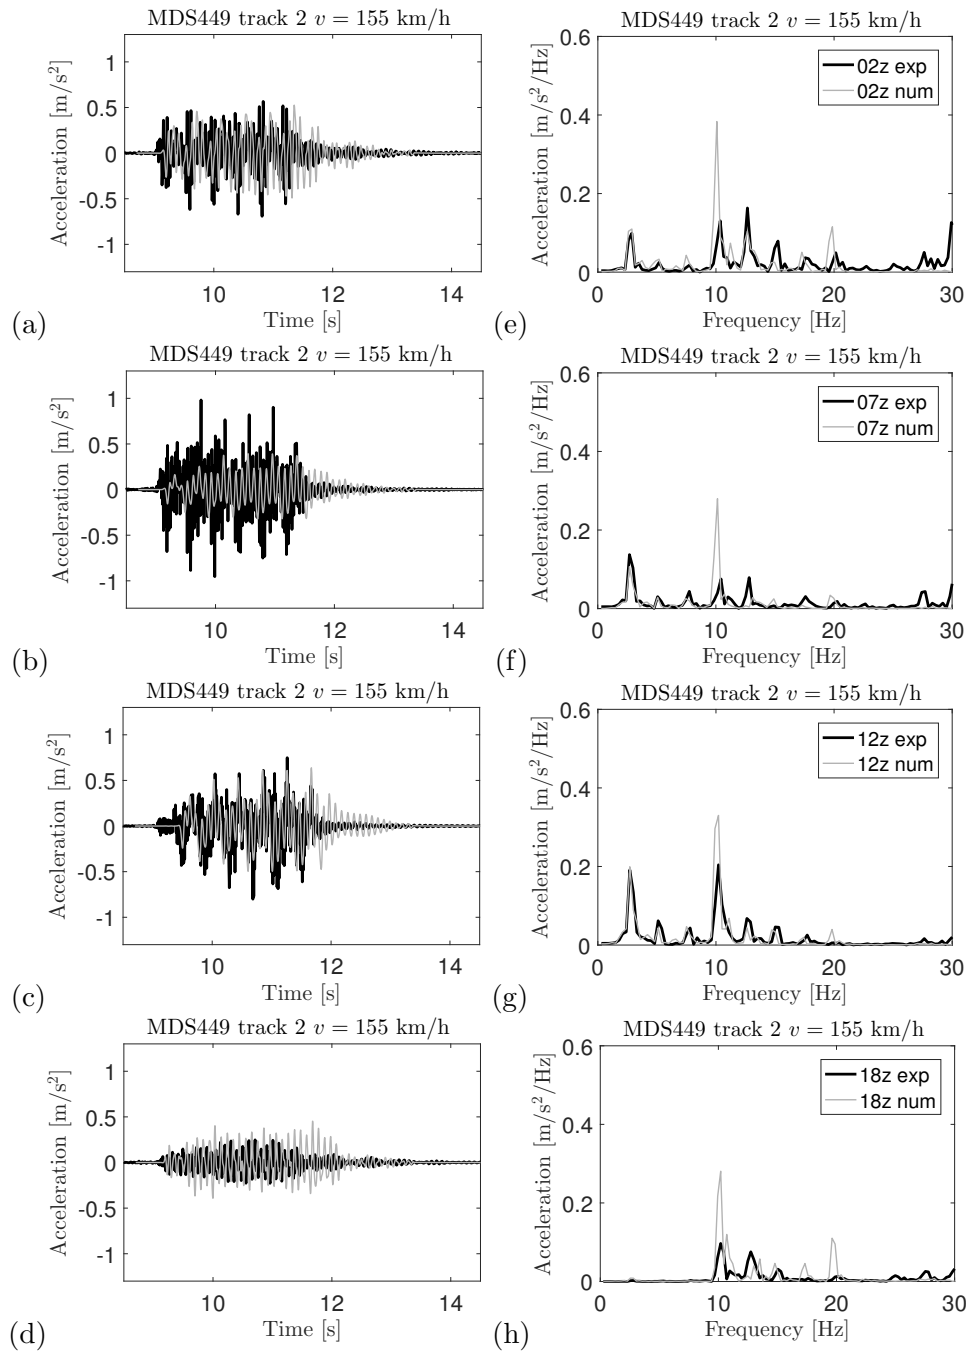 MDS449 track 2 v = 155 km/h
Acceleration [m/s²]
1
0.5
0
-0.5
-1
10
12
14
Time [s]
(a)
MDS449 track 2 v = 155 km/h
Acceleration [m/s²/Hz]
0.6
0.4
0.2
0
0
10
20
30
Frequency [Hz]
02z exp
02z num
(e)
MDS449 track 2 v = 155 km/h
Acceleration [m/s²]
1
0.5
0
-0.5
-1
10
12
14
Time [s]
(b)
MDS449 track 2 v = 155 km/h
Acceleration [m/s²/Hz]
0.6
0.4
0.2
0
0
10
20
30
Frequency [Hz]
07z exp
07z num
(f)
MDS449 track 2 v = 155 km/h
Acceleration [m/s²]
1
0.5
0
-0.5
-1
10
12
14
Time [s]
(c)
MDS449 track 2 v = 155 km/h
Acceleration [m/s²/Hz]
0.6
0.4
0.2
0
0
10
20
30
Frequency [Hz]
12z exp
12z num
(g)
MDS449 track 2 v = 155 km/h
Acceleration [m/s²]
1
0.5
0
-0.5
-1
10
12
14
Time [s]
(d)
MDS449 track 2 v = 155 km/h
Acceleration [m/s²/Hz]
0.6
0.4
0.2
0
0
10
20
30
Frequency [Hz]
18z exp
18z num
(h)